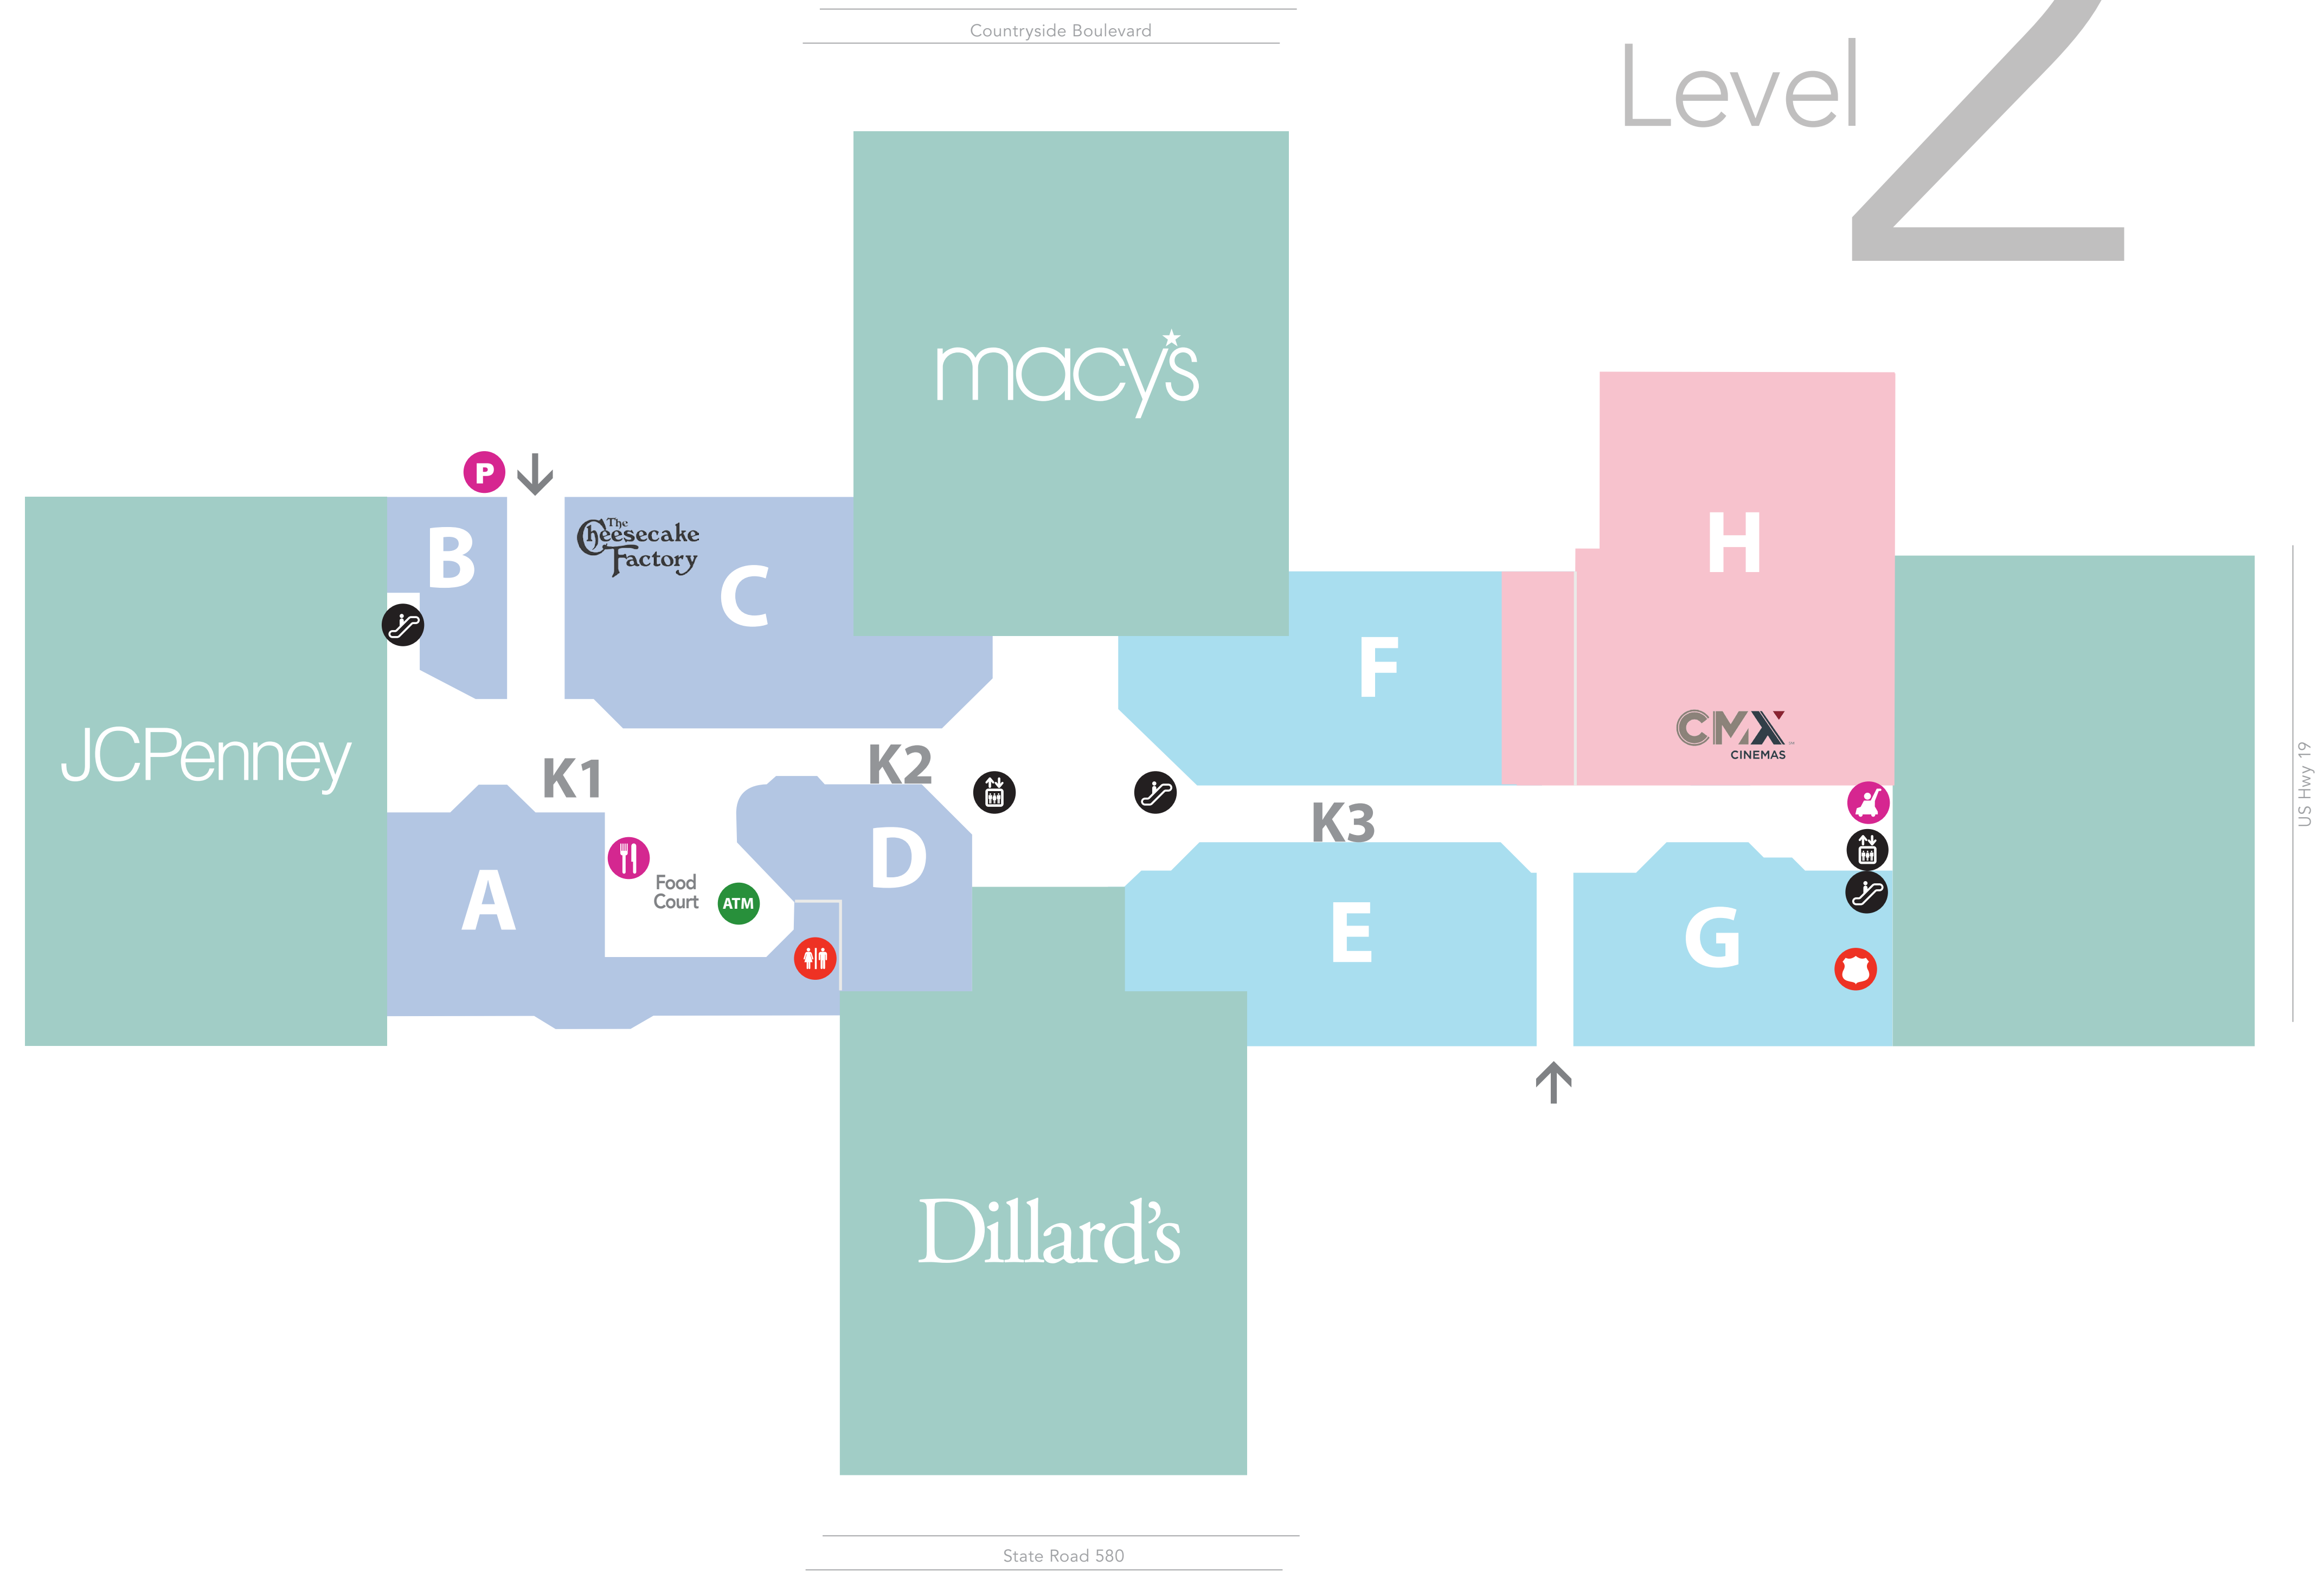 Countryside Boulevard
Level 2
macy's
P
The
Cheesecake
Factory
B
C
H
F
JCPenney
CMX
CINEMAS
US Hwy 19
K1
K2
K3
A
D
Food
Court
ATM
E
G
Dillard's
State Road 580